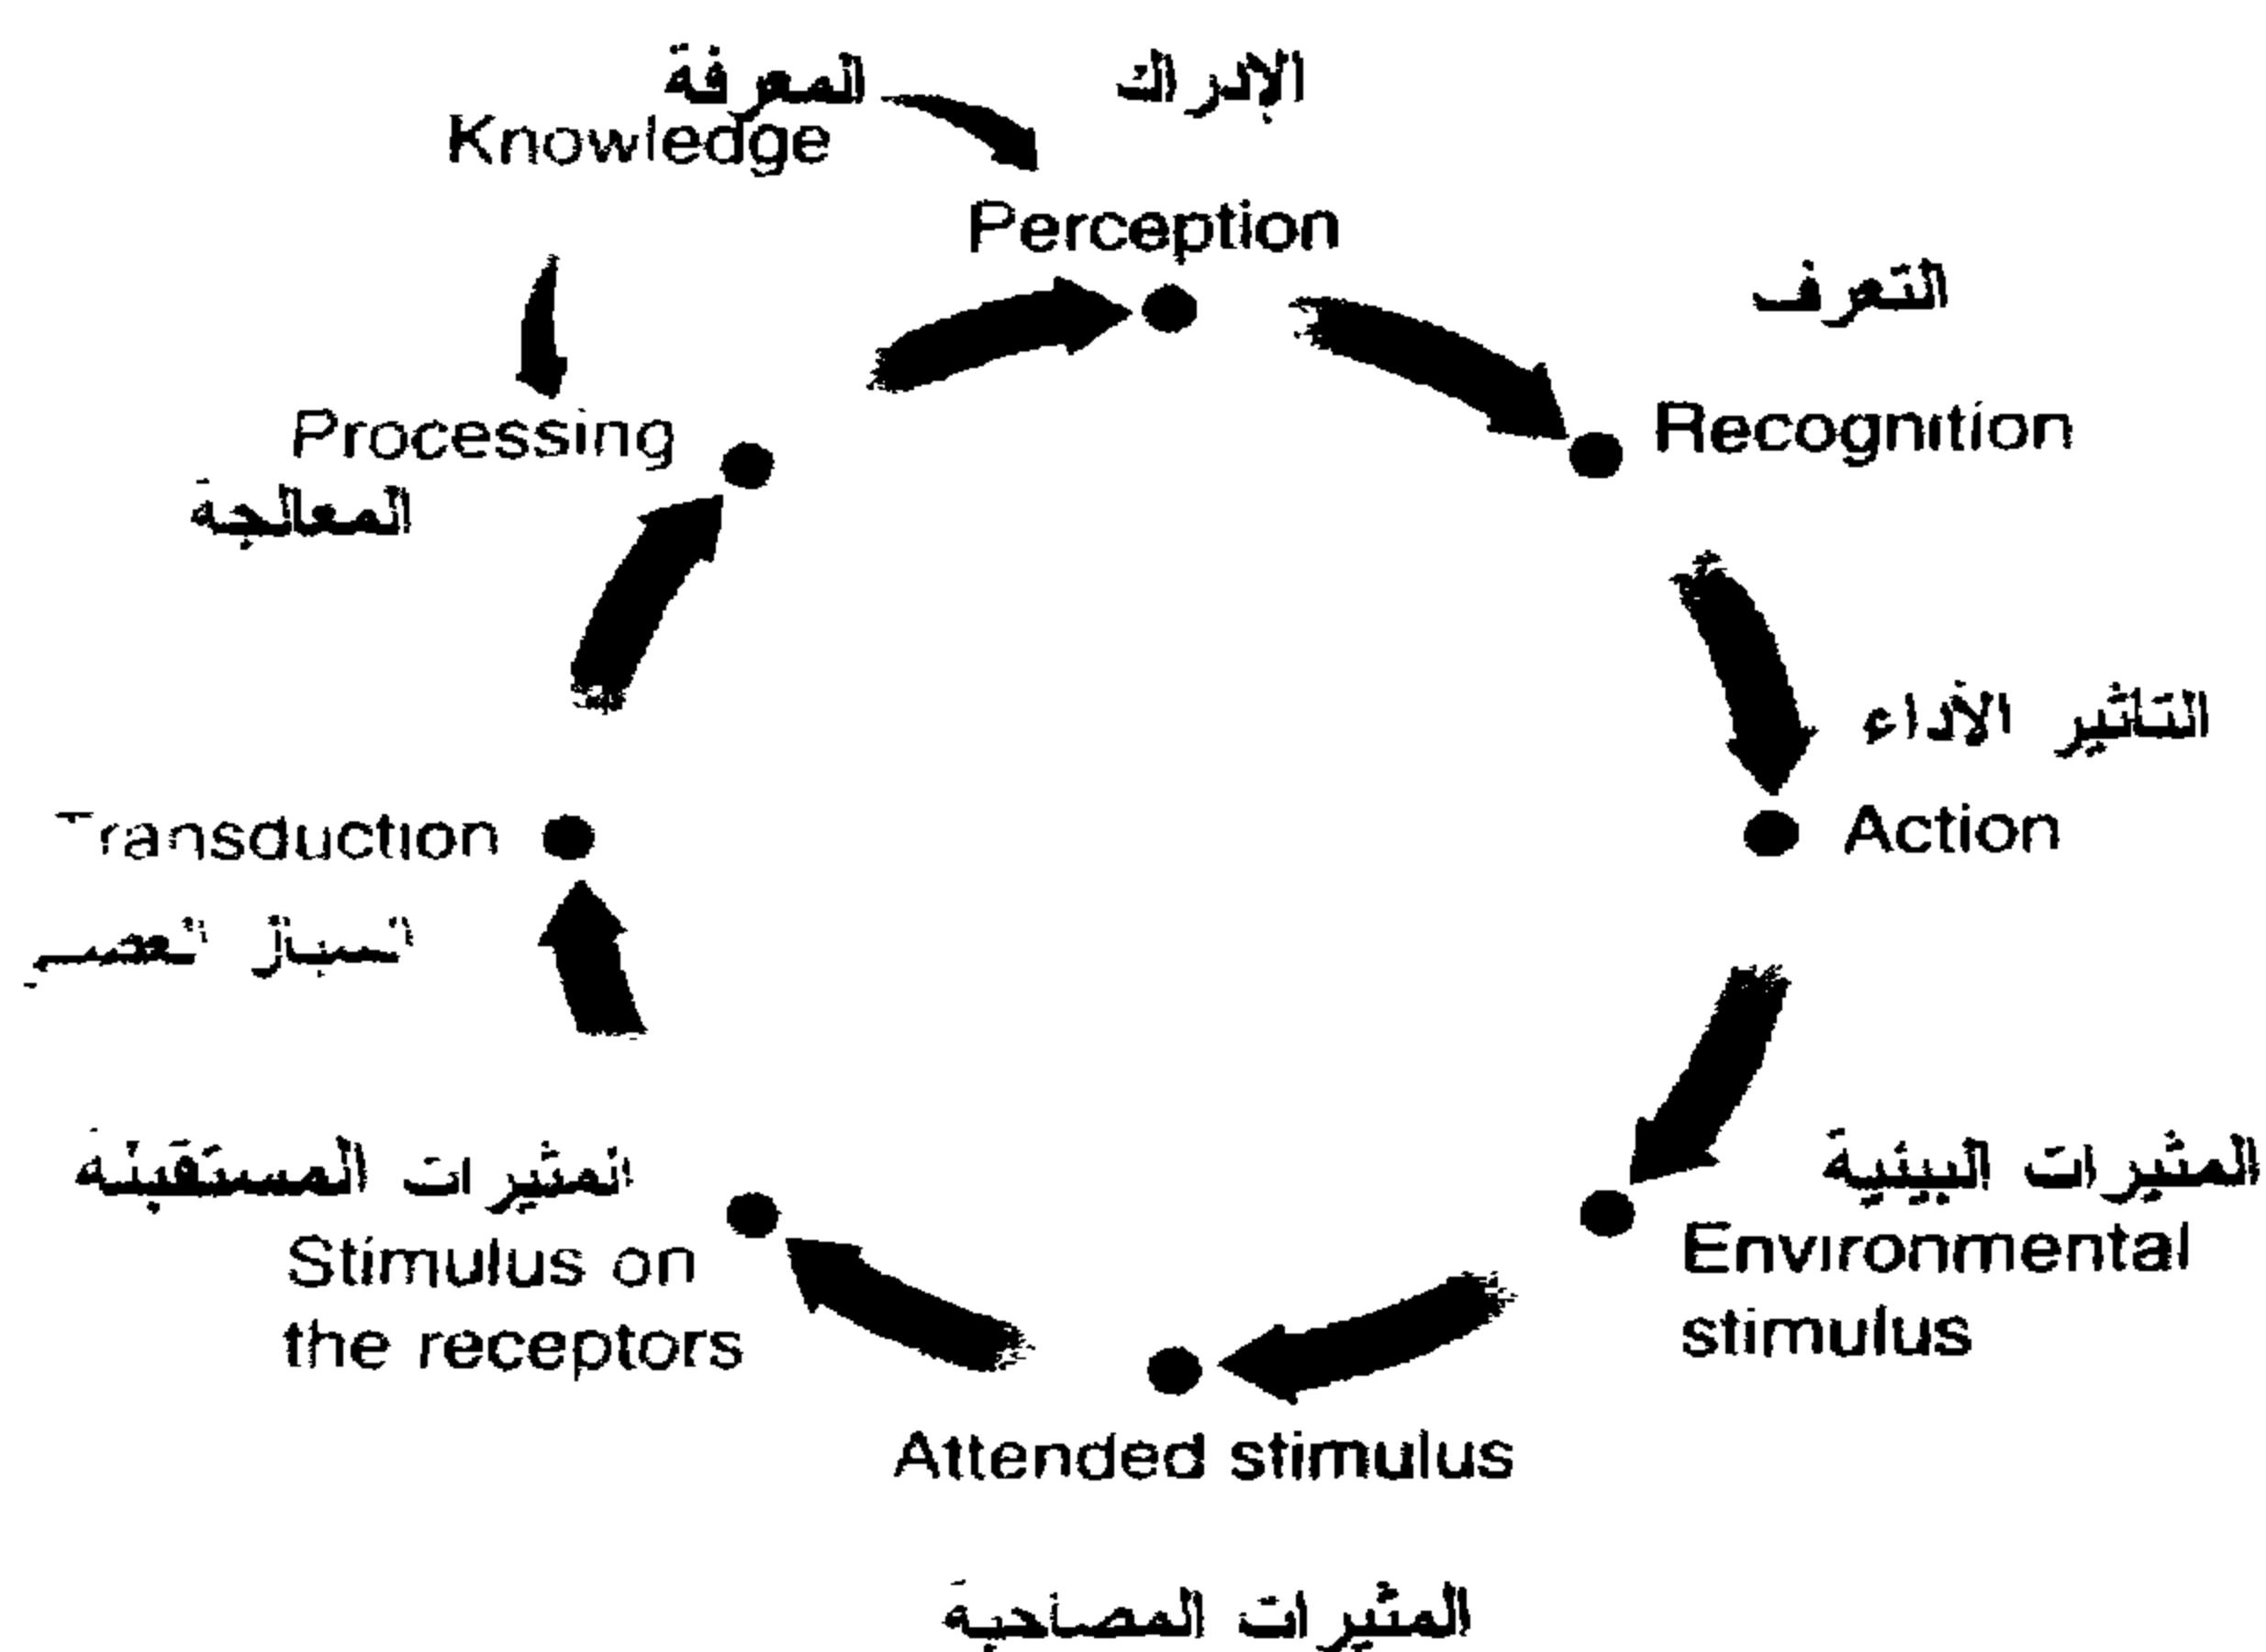 المعرفة
Knowledge
الإدراك
Perception
التعرف
Recognition
Processing
المعالجة
التاثير الأداء
Action
Transduction
المثيرات البيئية
Environmental
stimulus
المثيرات المستقبلة
Stimulus on
the receptors
Attended stimulus
المثيرات المصاحبة